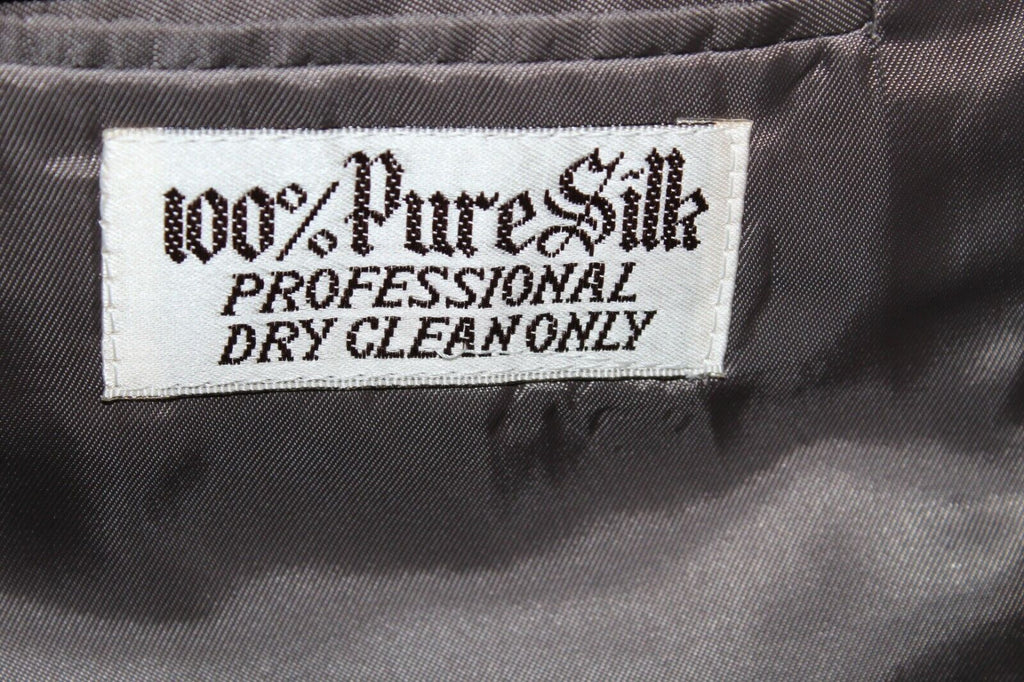 100% Pure Silk
PROFESSIONAL
DRY CLEAN ONLY